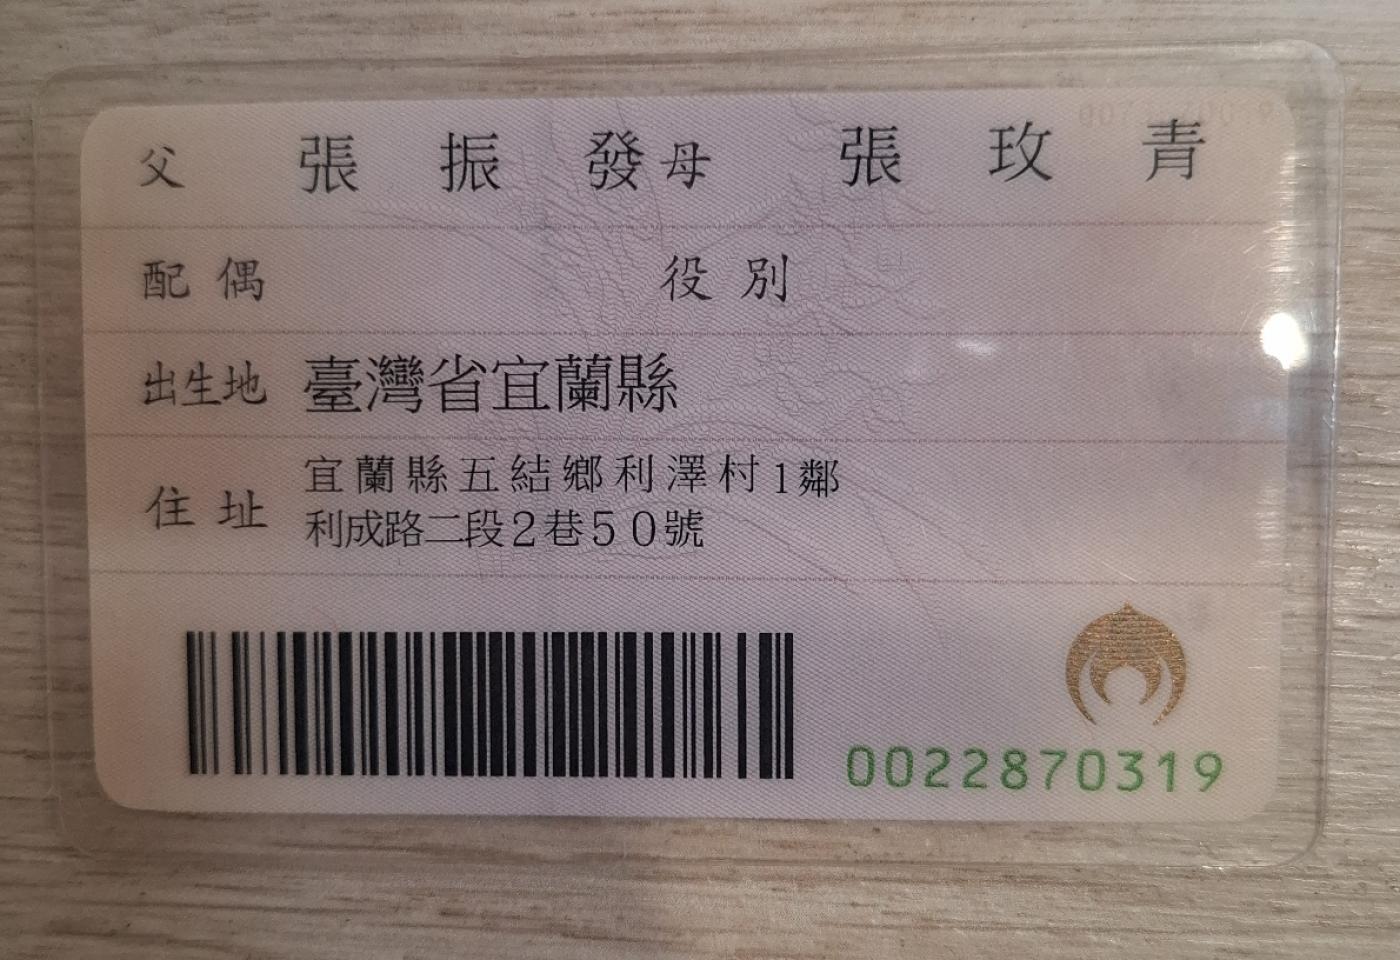 父 張振發 母 張玫青
配偶 役別
出生地 臺灣省宜蘭縣
住址 宜蘭縣五結鄉利澤村1鄰
利成路二段2巷50號
0022870319